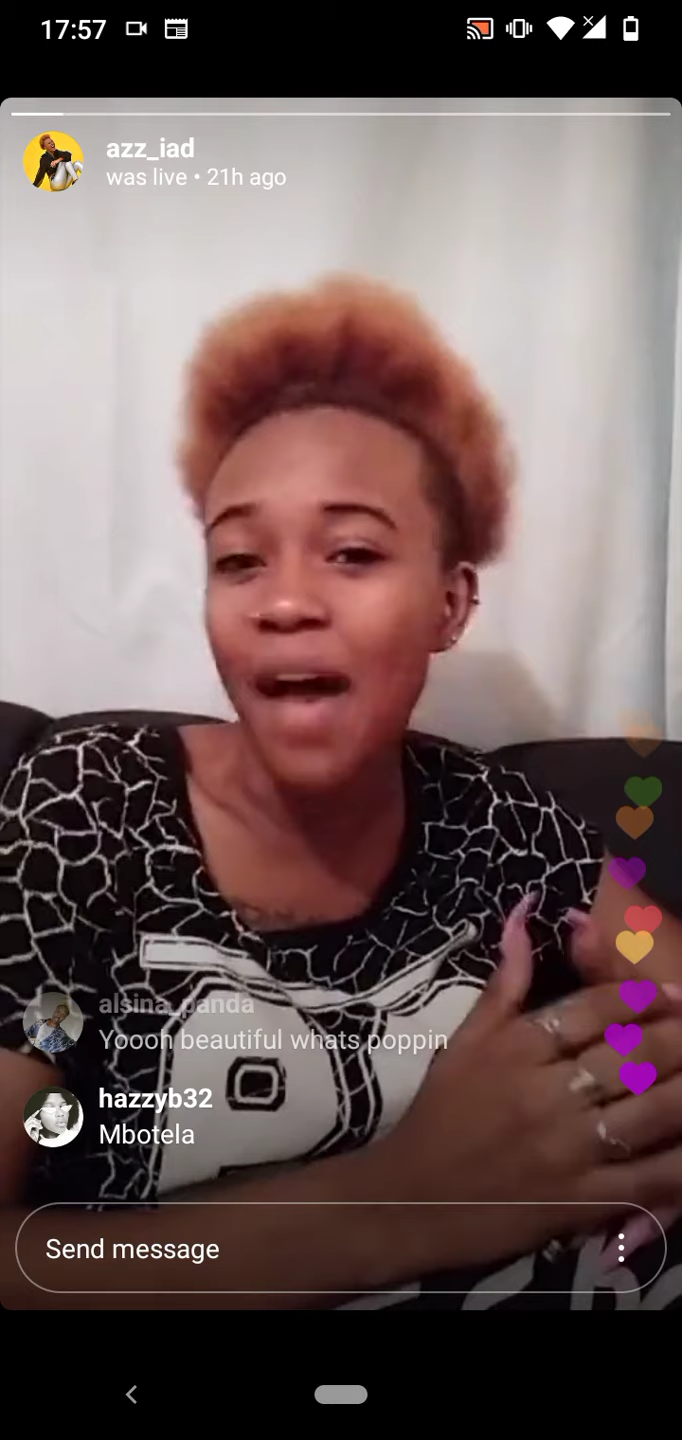 17:57
azz_iad
was live • 21h ago
alsina_panda
Yoooh beautiful whats poppin
hazzyb32
Mbotela
Send message